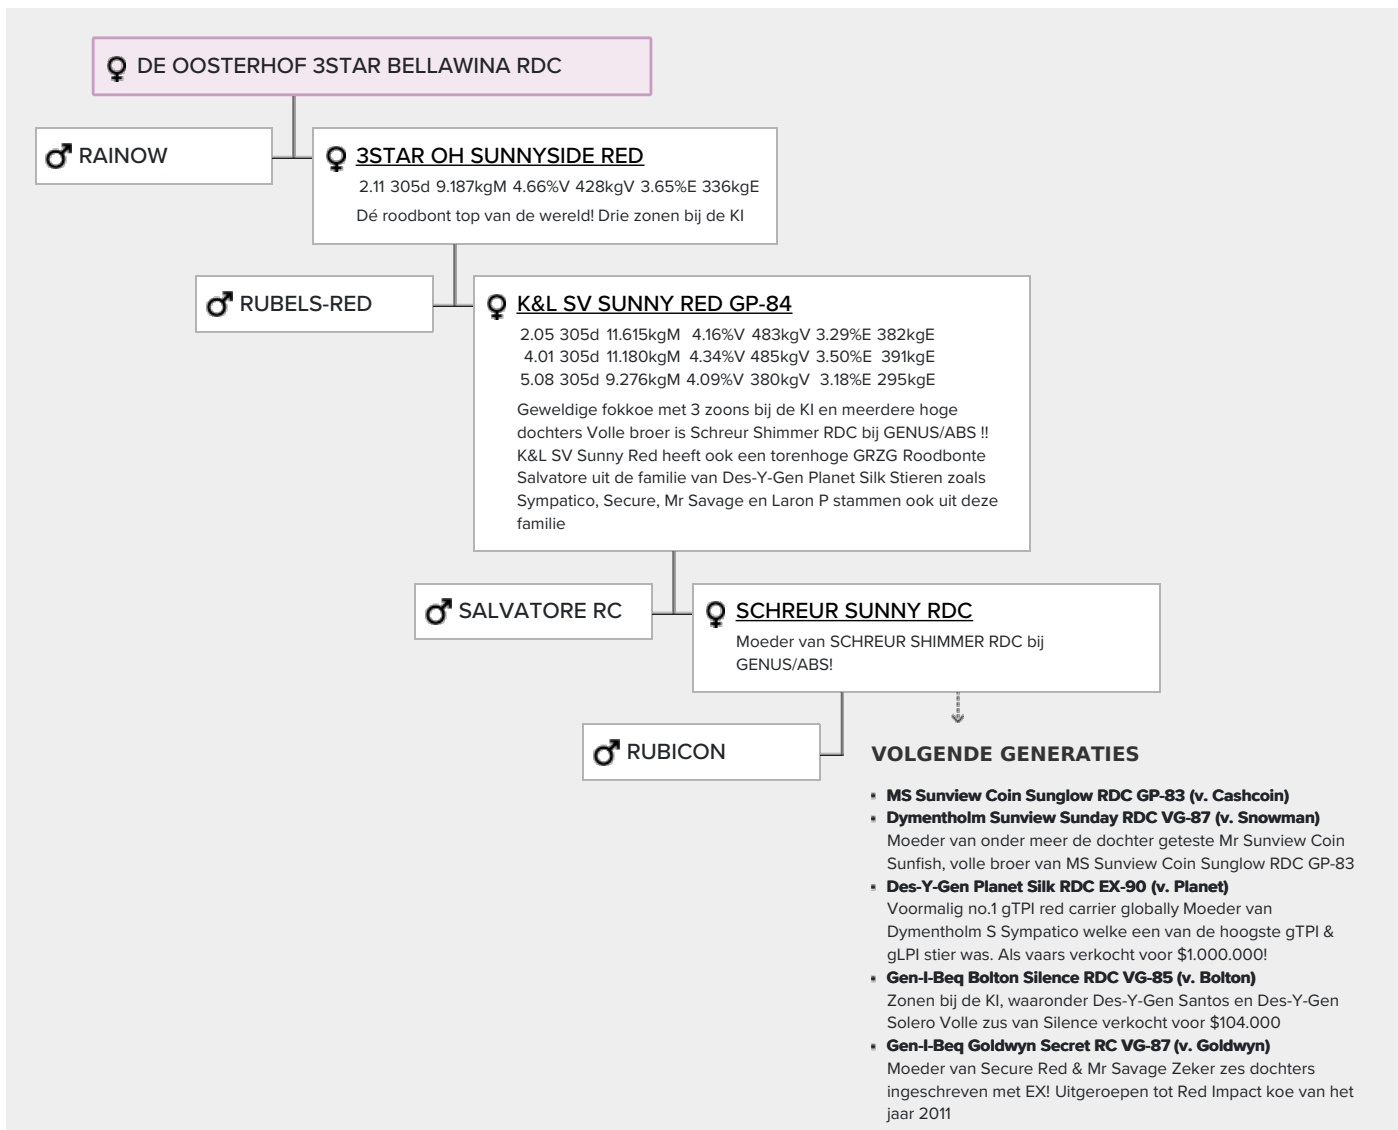 DE OOSTERHOF 3STAR BELLAWINA RDC
RAINOW
3STAR OH SUNNYSIDE RED
2.11 305d 9.187kgM 4.66%V 428kgV 3.65%E 336kgE
Dé roodbont top van de wereld! Drie zonen bij de KI
RUBELS-RED
K&L SV SUNNY RED GP-84
2.05 305d 11.615kgM 4.16%V 483kgV 3.29%E 382kgE
4.01 305d 11.180kgM 4.34%V 485kgV 3.50%E 391kgE
5.08 305d 9.276kgM 4.09%V 380kgV 3.18%E 295kgE
Geweldige fokkoe met 3 zoons bij de KI en meerdere hoge
dochters Volle broer is Schreur Shimmer RDC bij GENUS/ABS !!
K&L SV Sunny Red heeft ook een torenhoge GRZG Roodbonte
Salvatore uit de familie van Des-Y-Gen Planet Silk Stieren zoals
Sympatico, Secure, Mr Savage en Laron P stammen ook uit deze
familie
SALVATORE RC
SCHREUR SUNNY RDC
Moeder van SCHREUR SHIMMER RDC bij
GENUS/ABS!
RUBICON
VOLGENDE GENERATIES
MS Sunview Coin Sunglow RDC GP-83 (v. Cashcoin)
Dymentholm Sunview Sunday RDC VG-87 (v. Snowman)
Moeder van onder meer de dochter geteste Mr Sunview Coin
Sunfish, volle broer van MS Sunview Coin Sunglow RDC GP-83
Des-Y-Gen Planet Silk RDC EX-90 (v. Planet)
Voormalig no.1 gTPI red carrier globally Moeder van
Dymentholm S Sympatico welke een van de hoogste gTPI &
gLPI stier was. Als vaars verkocht voor $1.000.000!
Gen-I-Beq Bolton Silence RDC VG-85 (v. Bolton)
Zonen bij de KI, waaronder Des-Y-Gen Santos en Des-Y-Gen
Solero Volle zus van Silence verkocht voor $104.000
Gen-I-Beq Goldwyn Secret RC VG-87 (v. Goldwyn)
Moeder van Secure Red & Mr Savage Zeker zes dochters
ingeschreven met EX! Uitgeroepen tot Red Impact koe van het
jaar 2011